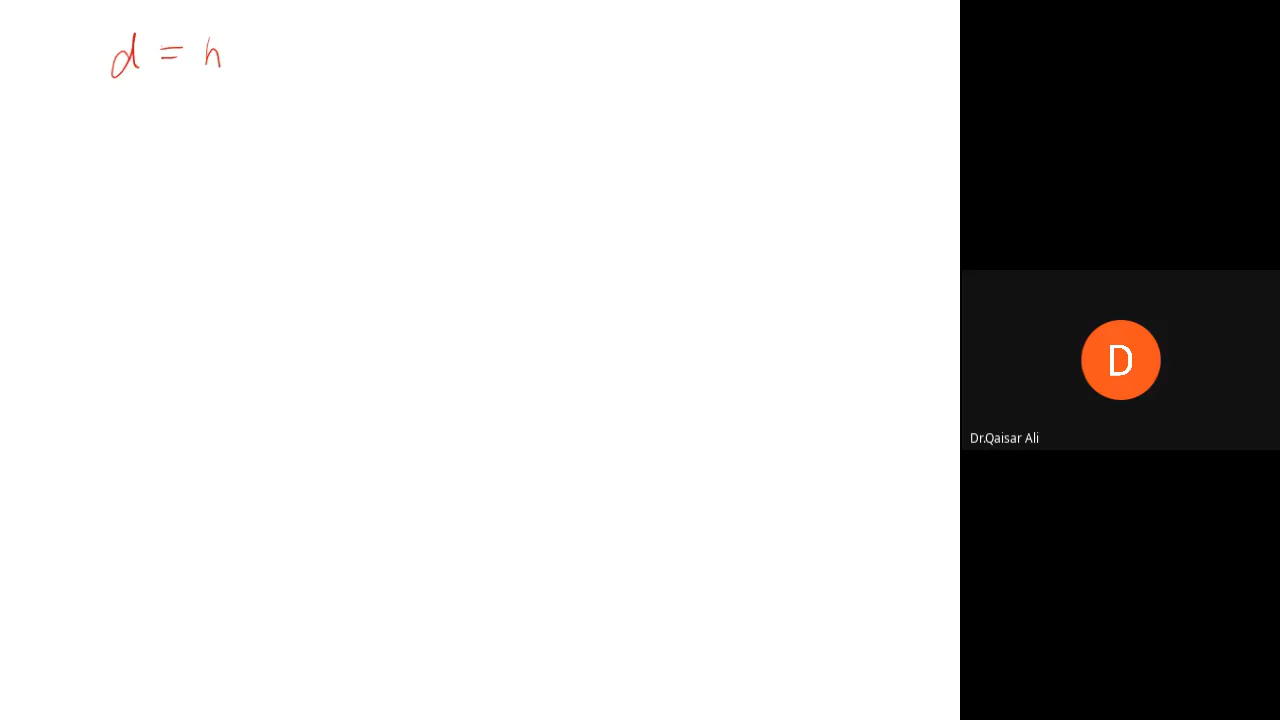 d = h
D
Dr.Qaisar Ali